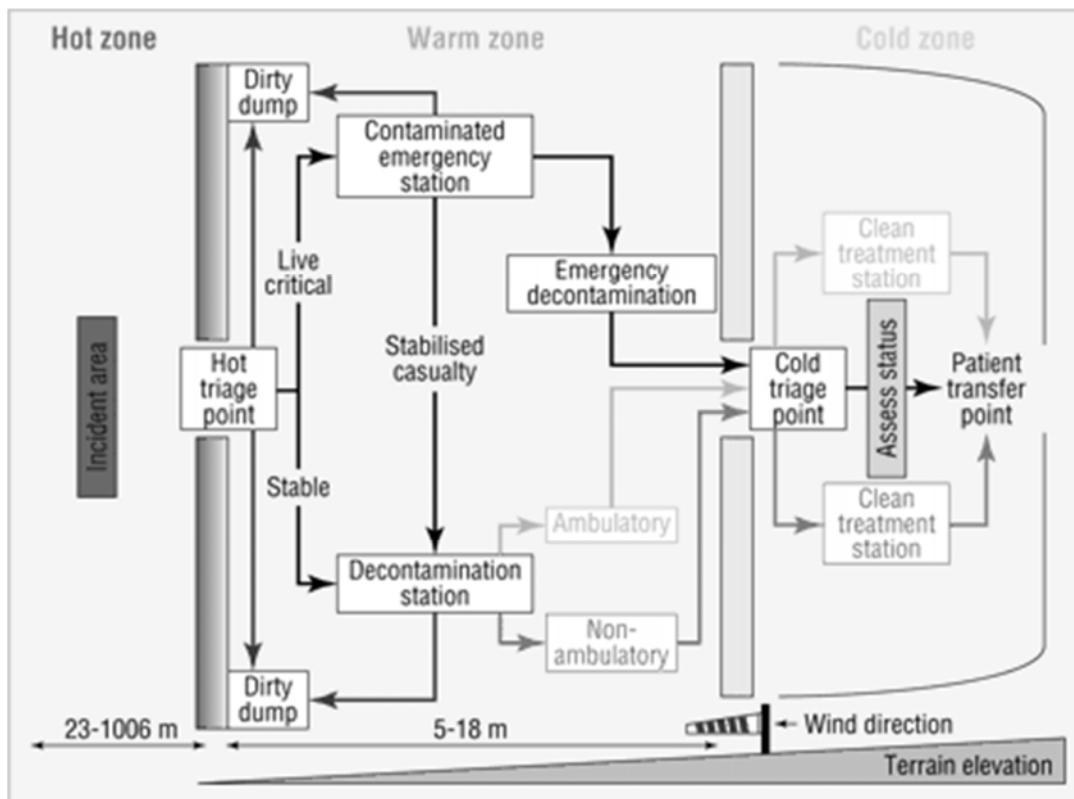 Hot zone
Warm zone
Cold zone
Dirty
dump
Contaminated
emergency
station
Clean
treatment
station
Live
critical
Emergency
decontamination
Incident area
Hot
triage
point
Stabilised
casualty
Cold
triage
point
Assess status
Patient
transfer
point
Stable
Ambulatory
Clean
treatment
station
Decontamination
station
Non-
ambulatory
Dirty
dump
23-1006 m
5-18 m
Wind direction
Terrain elevation